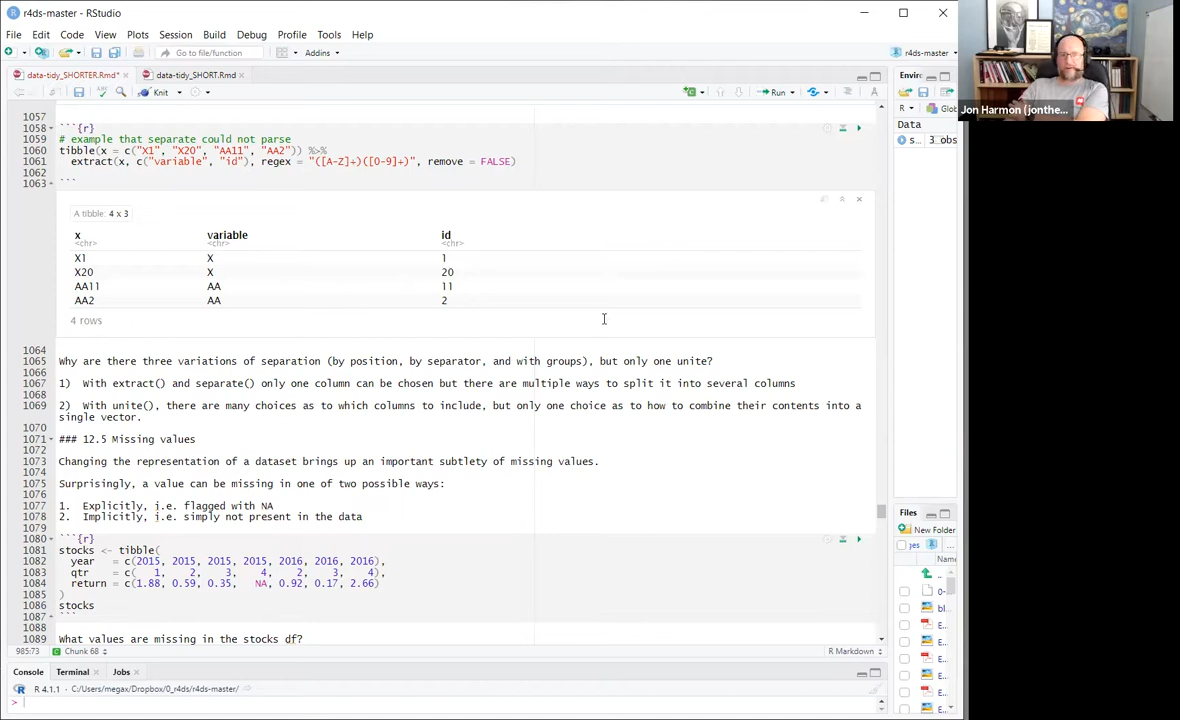 r4ds-master - RStudio
File Edit Code View Plots Session Build Debug Profile Tools Help
Go to file/function Addins r4ds-master
data-tidy_SHORTER.Rmd* data-tidy_SHORT.Rmd Envir
Knit Run
R Glob
Jon Harmon (jonthe...
Data
s... 3 obs
1057
1058 ```{r}
1059 # example that separate could not parse
1060 tibble(x = c("X1", "X20", "AA11", "AA2")) %>%
1061 extract(x, c("variable", "id"), regex = "([A-Z]+)([0-9]+)", remove = FALSE)
1062
1063 ```
A tibble: 4 x 3
x variable id
<chr> <chr> <chr>
X1 X 1
X20 X 20
AA11 AA 11
AA2 AA 2
4 rows
1064
1065 Why are there three variations of separation (by position, by separator, and with groups), but only one unite?
1066
1067 1) With extract() and separate() only one column can be chosen but there are multiple ways to split it into several columns
1068
1069 2) With unite(), there are many choices as to which columns to include, but only one choice as to how to combine their contents into a
single vector.
1070
1071 ### 12.5 Missing values
1072
1073 Changing the representation of a dataset brings up an important subtlety of missing values.
1074
1075 Surprisingly, a value can be missing in one of two possible ways:
1076
1077 1. Explicitly, i.e. flagged with NA
1078 2. Implicitly, i.e. simply not present in the data
1079
1080 ```{r}
1081 stocks <- tibble(
1082 year = c(2015, 2015, 2015, 2015, 2016, 2016, 2016),
1083 qtr = c( 1, 2, 3, 4, 2, 3, 4),
1084 return = c(1.88, 0.59, 0.35, NA, 0.92, 0.17, 2.66)
1085 )
1086 stocks
1087 ```
1088
1089 What values are missing in the stocks df?
985:73 Chunk 68 R Markdown
Files
New Folder
ges ...
Name
..
0-
bl
E...
E...
E...
E...
E...
E...
E...
Console Terminal Jobs
R 4.1.1 · C:/Users/megax/Dropbox/0_r4ds/r4ds-master/
>